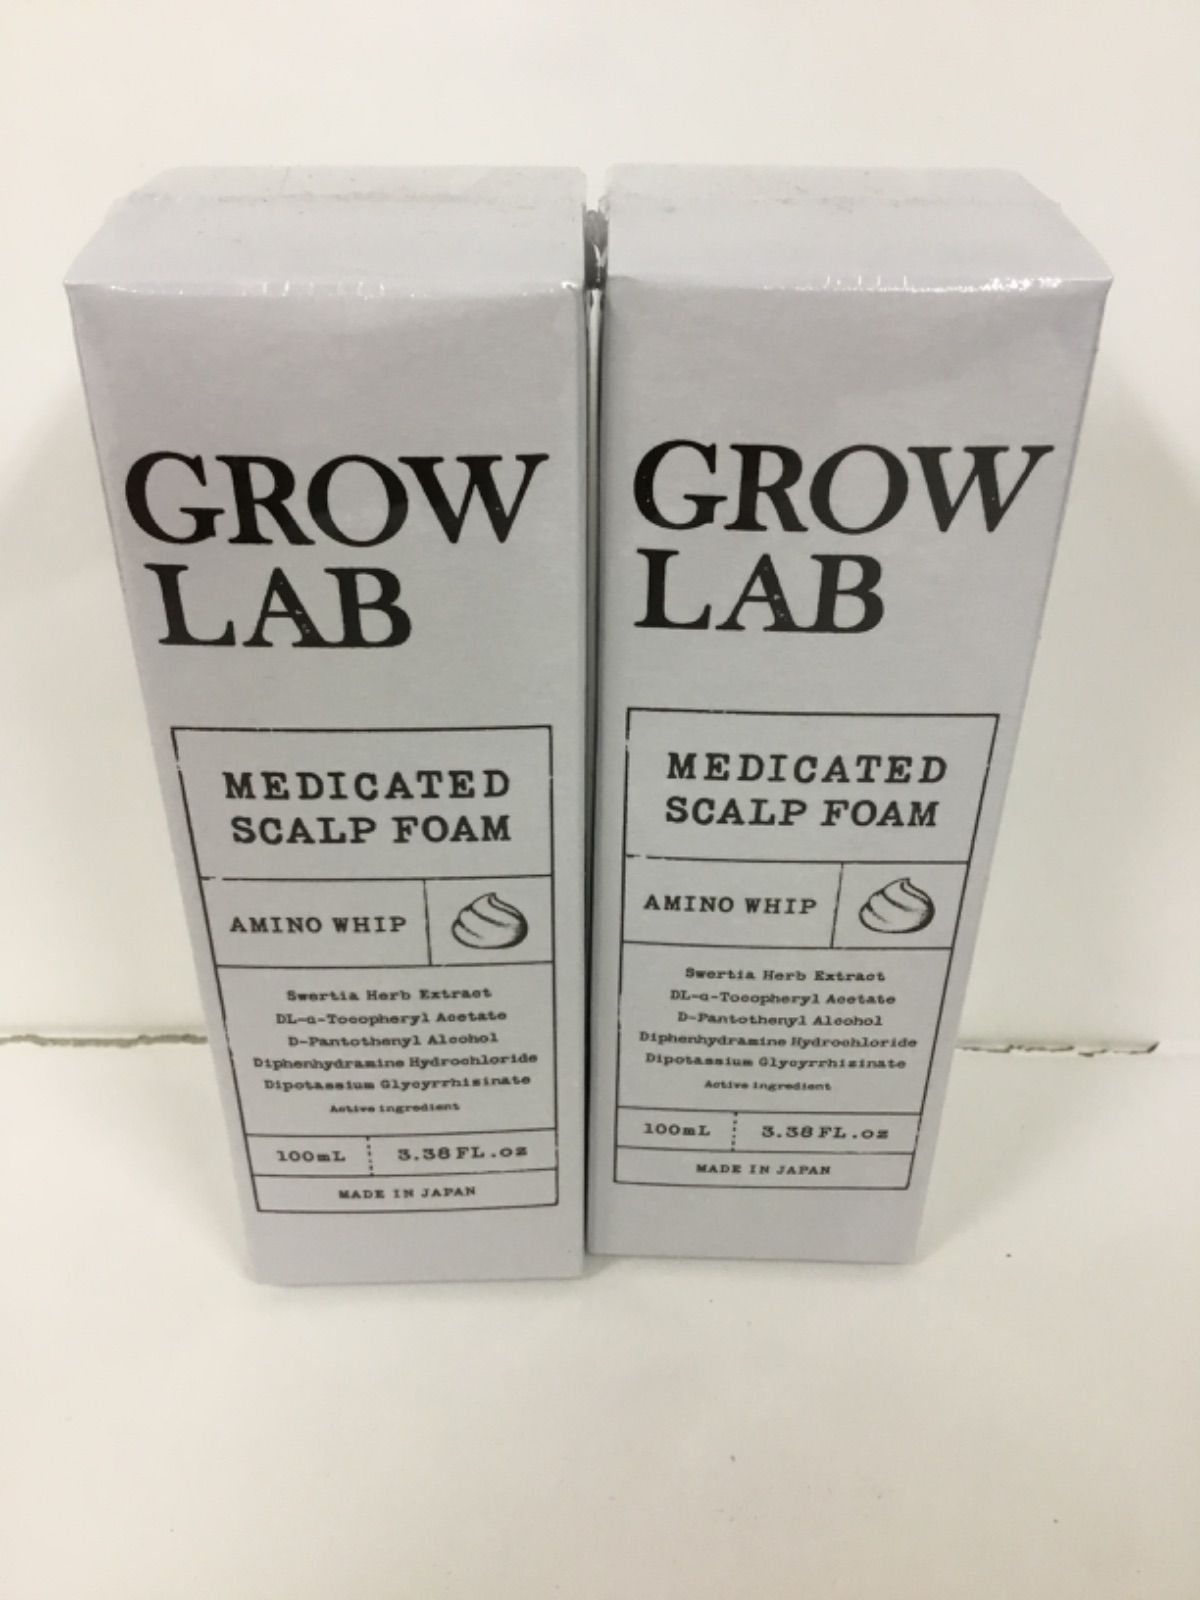 GROW
LAB
MEDICATED
SCALP FOAM
AMINO WHIP
Swertia Herb Extract
DL-α-Tocopheryl Acetate
D-Pantothenyl Alcohol
Diphenhydramine Hydrochloride
Dipotassium Glycyrrhizinate
Active ingredient
100mL 3.38 FL.oz
MADE IN JAPAN
GROW
LAB
MEDICATED
SCALP FOAM
AMINO WHIP
Swertia Herb Extract
DL-α-Tocopheryl Acetate
D-Pantothenyl Alcohol
Diphenhydramine Hydrochloride
Dipotassium Glycyrrhizinate
Active ingredient
100mL 3.38 FL.oz
MADE IN JAPAN